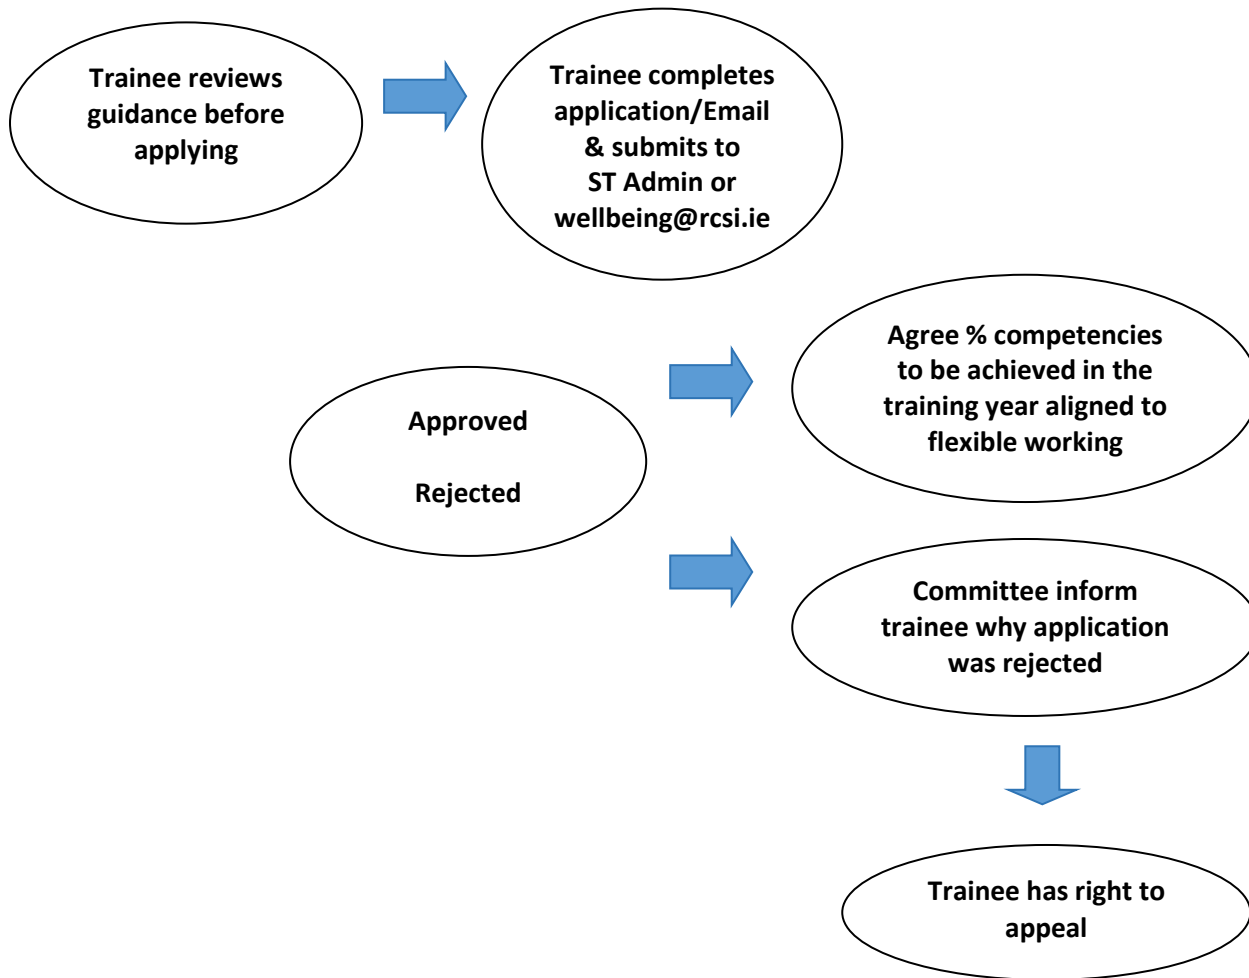 Trainee reviews
guidance before
applying
Trainee completes
application/Email
& submits to
ST Admin or
wellbeing@rcsi.ie
Approved
Rejected
Agree % competencies
to be achieved in the
training year aligned to
flexible working
Committee inform
trainee why application
was rejected
Trainee has right to
appeal